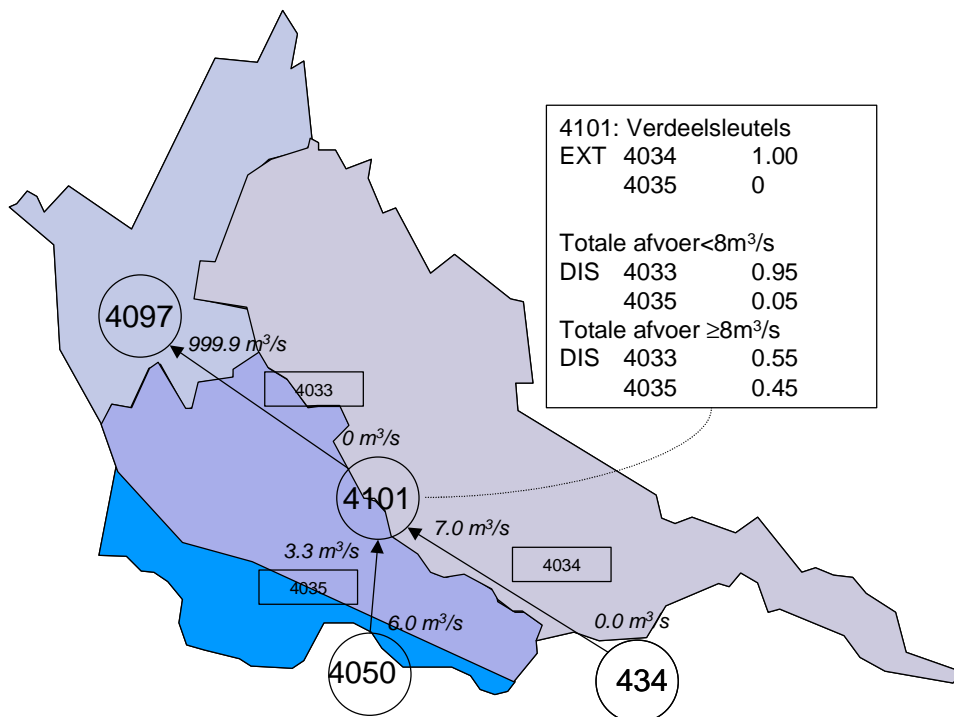 4101: Verdeelsleutels
EXT 4034 1.00
4035 0
Totale afvoer<8m³/s
DIS 4033 0.95
4035 0.05
Totale afvoer ≥8m³/s
DIS 4033 0.55
4035 0.45
4097
999.9 m³/s
4033
0 m³/s
4101
7.0 m³/s
3.3 m³/s
4034
4035
6.0 m³/s
0.0 m³/s
4050
434